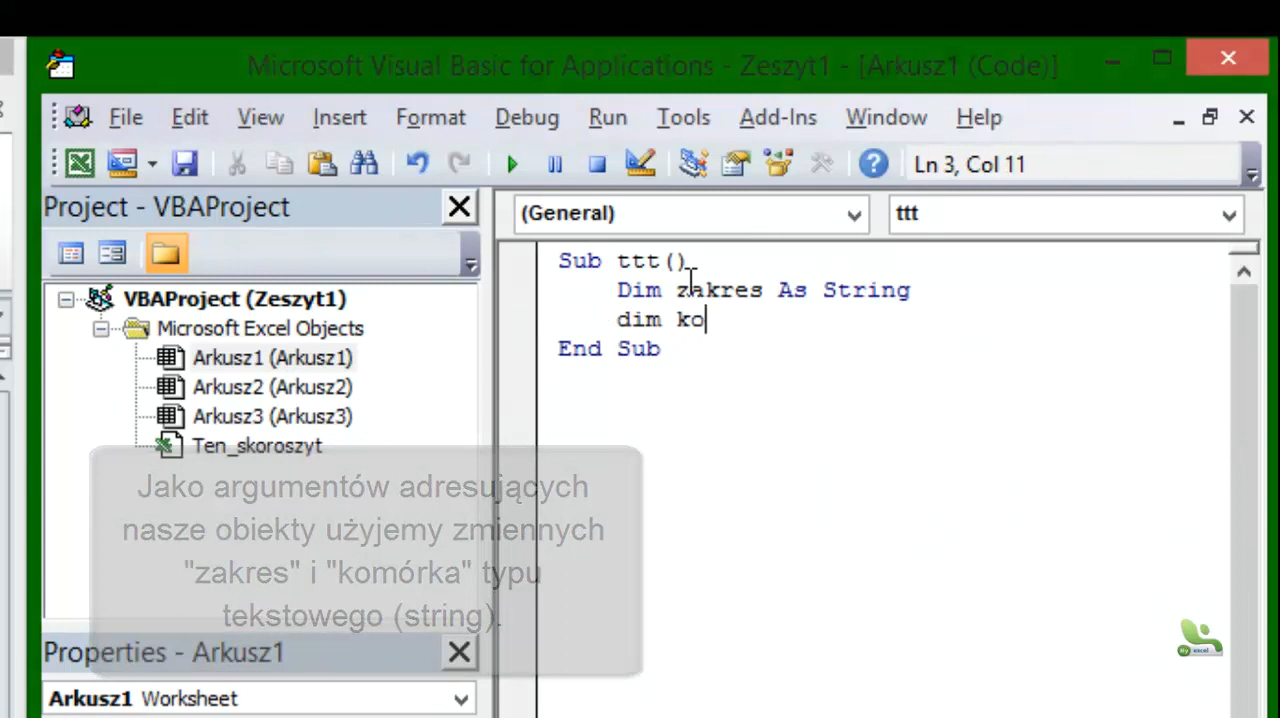 Microsoft Visual Basic for Applications - Zeszyt1 - [Arkusz1 (Code)]
File Edit View Insert Format Debug Run Tools Add-Ins Window Help
Ln 3, Col 11
Project - VBAProject
(General) ttt
VBAProject (Zeszyt1)
Microsoft Excel Objects
Arkusz1 (Arkusz1)
Arkusz2 (Arkusz2)
Arkusz3 (Arkusz3)
Ten_skoroszyt
Sub ttt()
Dim zakres As String
dim ko
End Sub
Jako argumentów adresujących
nasze obiekty użyjemy zmiennych
"zakres" i "komórka" typu
tekstowego (string).
Properties - Arkusz1
Arkusz1 Worksheet
My excel